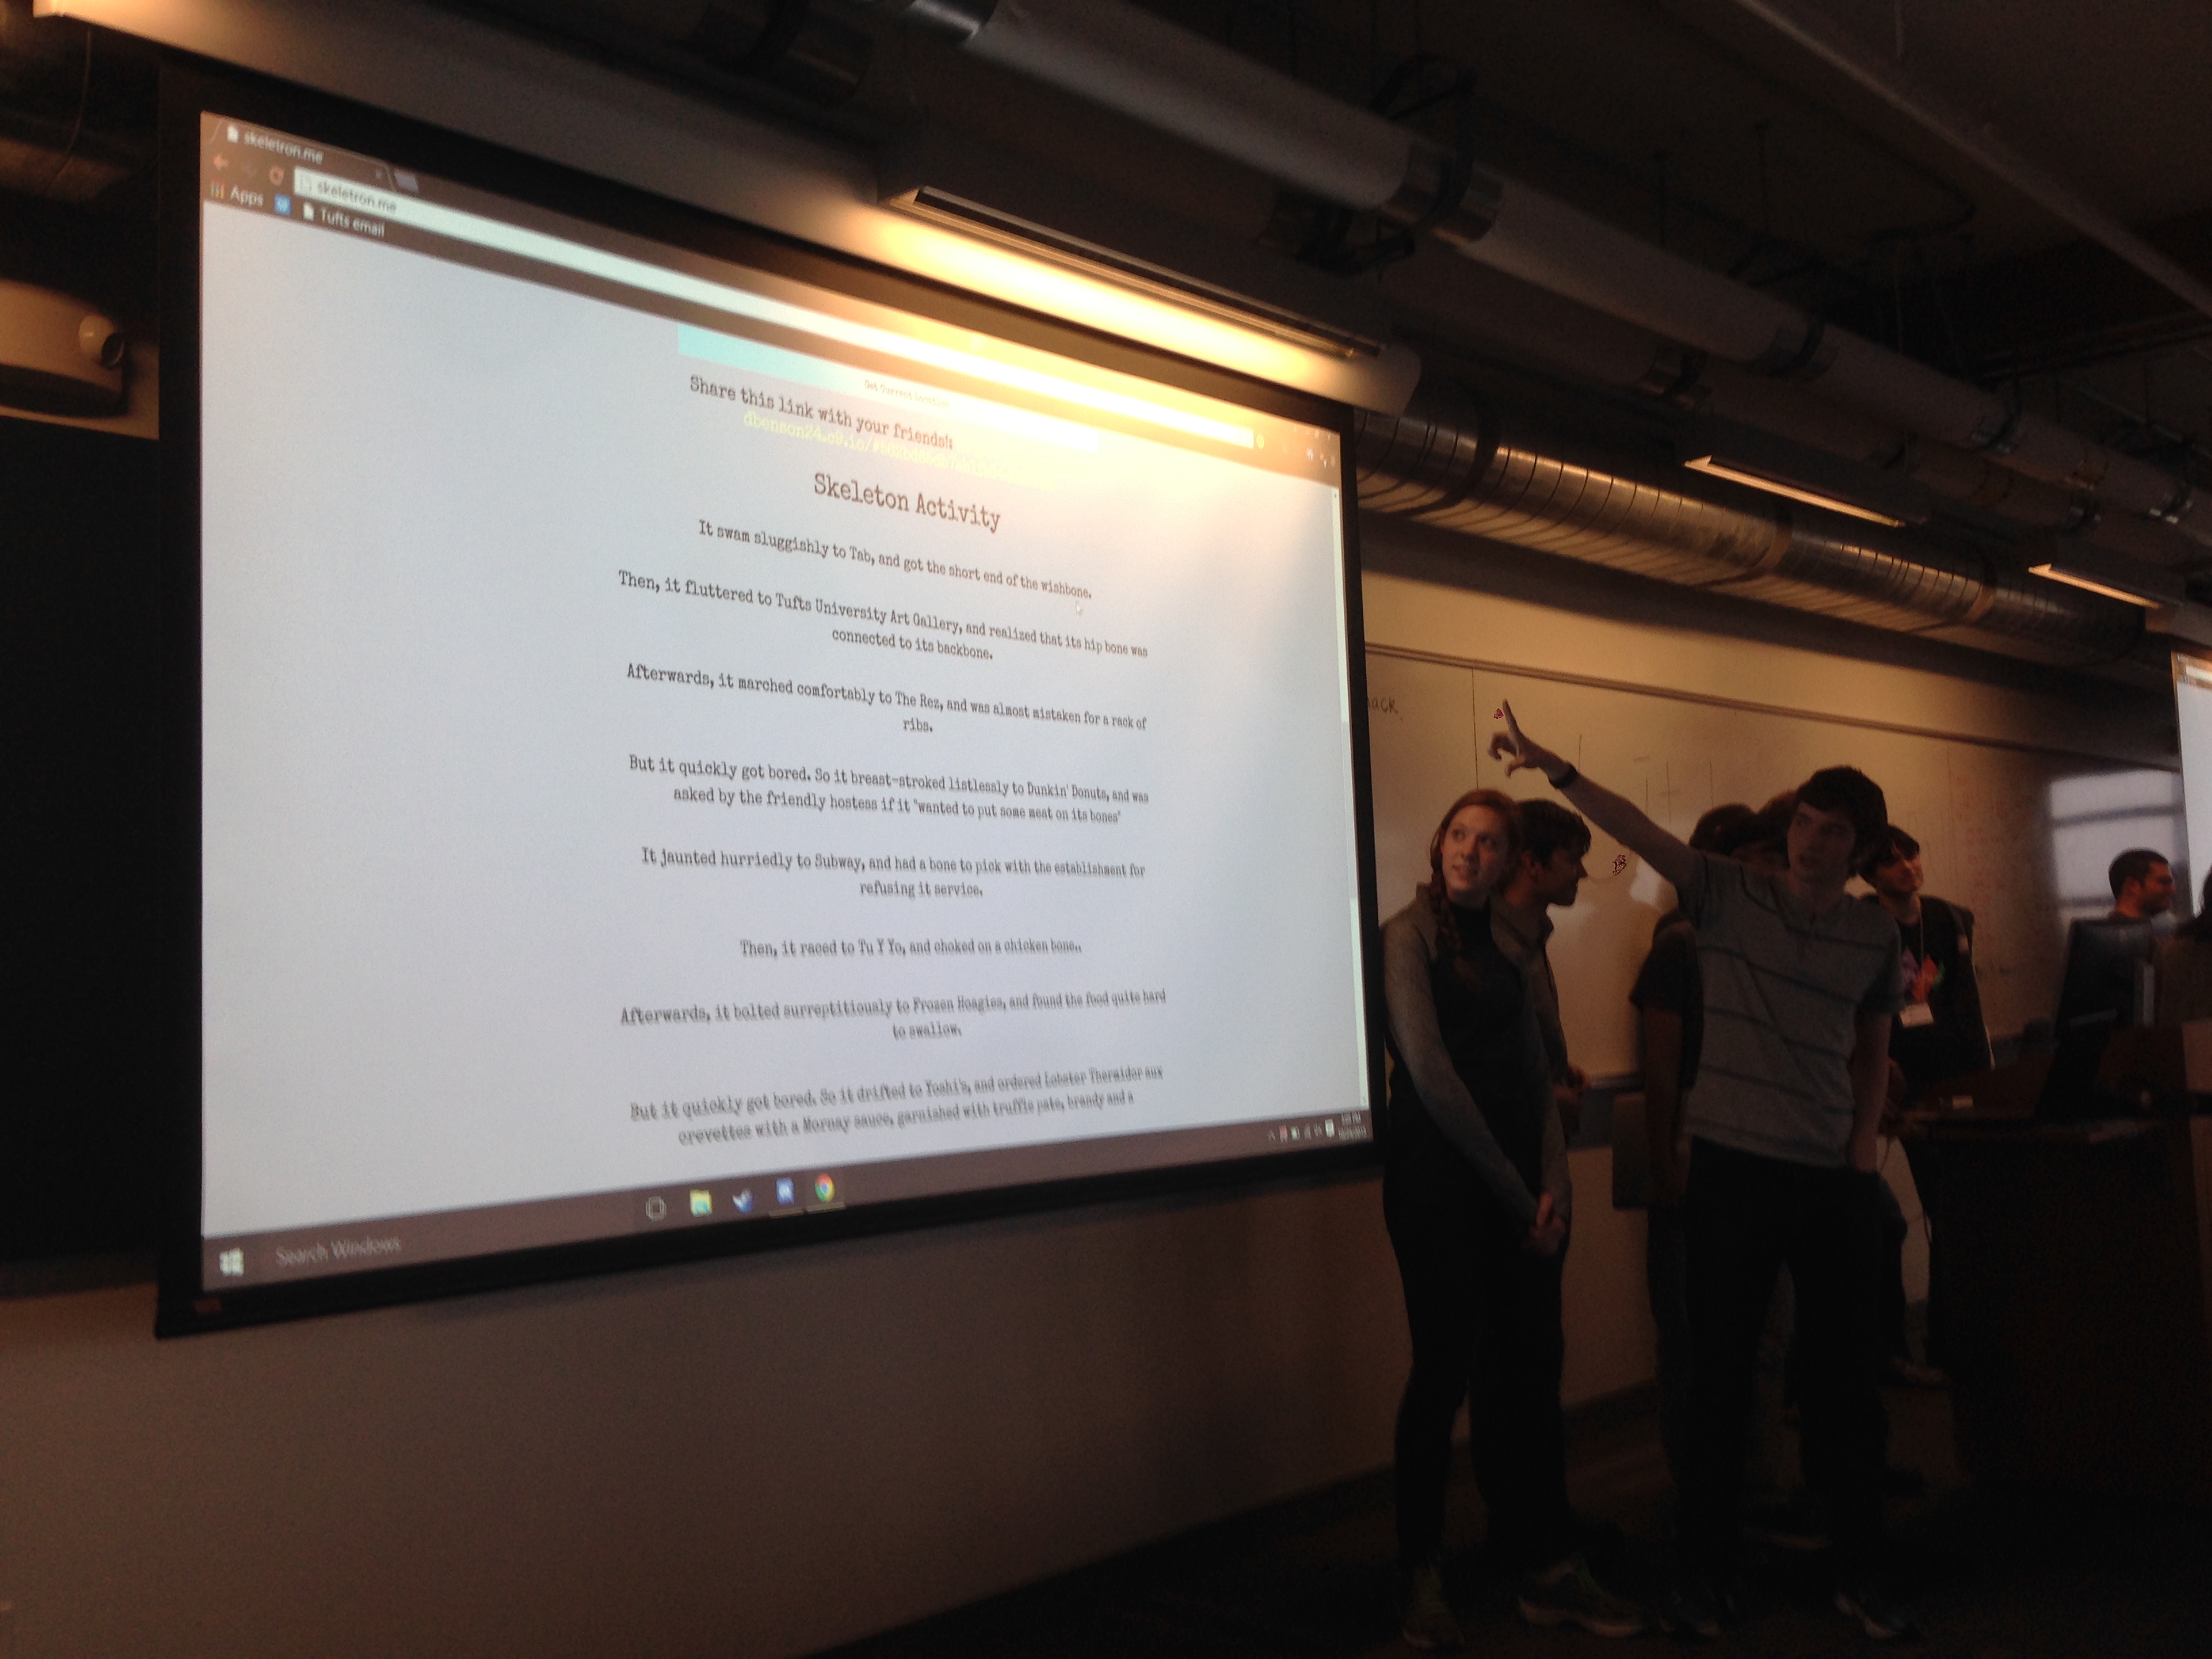 skeletron.me
skeletron.me
Apps
Tufts email
Get Current Location
Share this link with your friends!:
Skeleton Activity
It swam sluggishly to Tab, and got the short end of the wishbone.
Then, it fluttered to Tufts University Art Gallery, and realized that its hip bone was
connected to its backbone.
Afterwards, it marched comfortably to The Rez, and was almost mistaken for a rack of
ribs.
But it quickly got bored. So it breast-stroked listlessly to Dunkin' Donuts, and was
asked by the friendly hostess if it "wanted to put some meat on its bones"
It jaunted hurriedly to Subway, and had a bone to pick with the establishment for
refusing it service.
Then, it raced to Tu Y Yo, and choked on a chicken bone..
Afterwards, it bolted surreptitiously to Frozen Hoagies, and found the food quite hard
to swallow.
But it quickly got bored. So it drifted to Yoshi's, and ordered Lobster Thermidor aux
crevettes with a Mornay sauce, garnished with truffle pate, brandy and a
Search Windows
ack